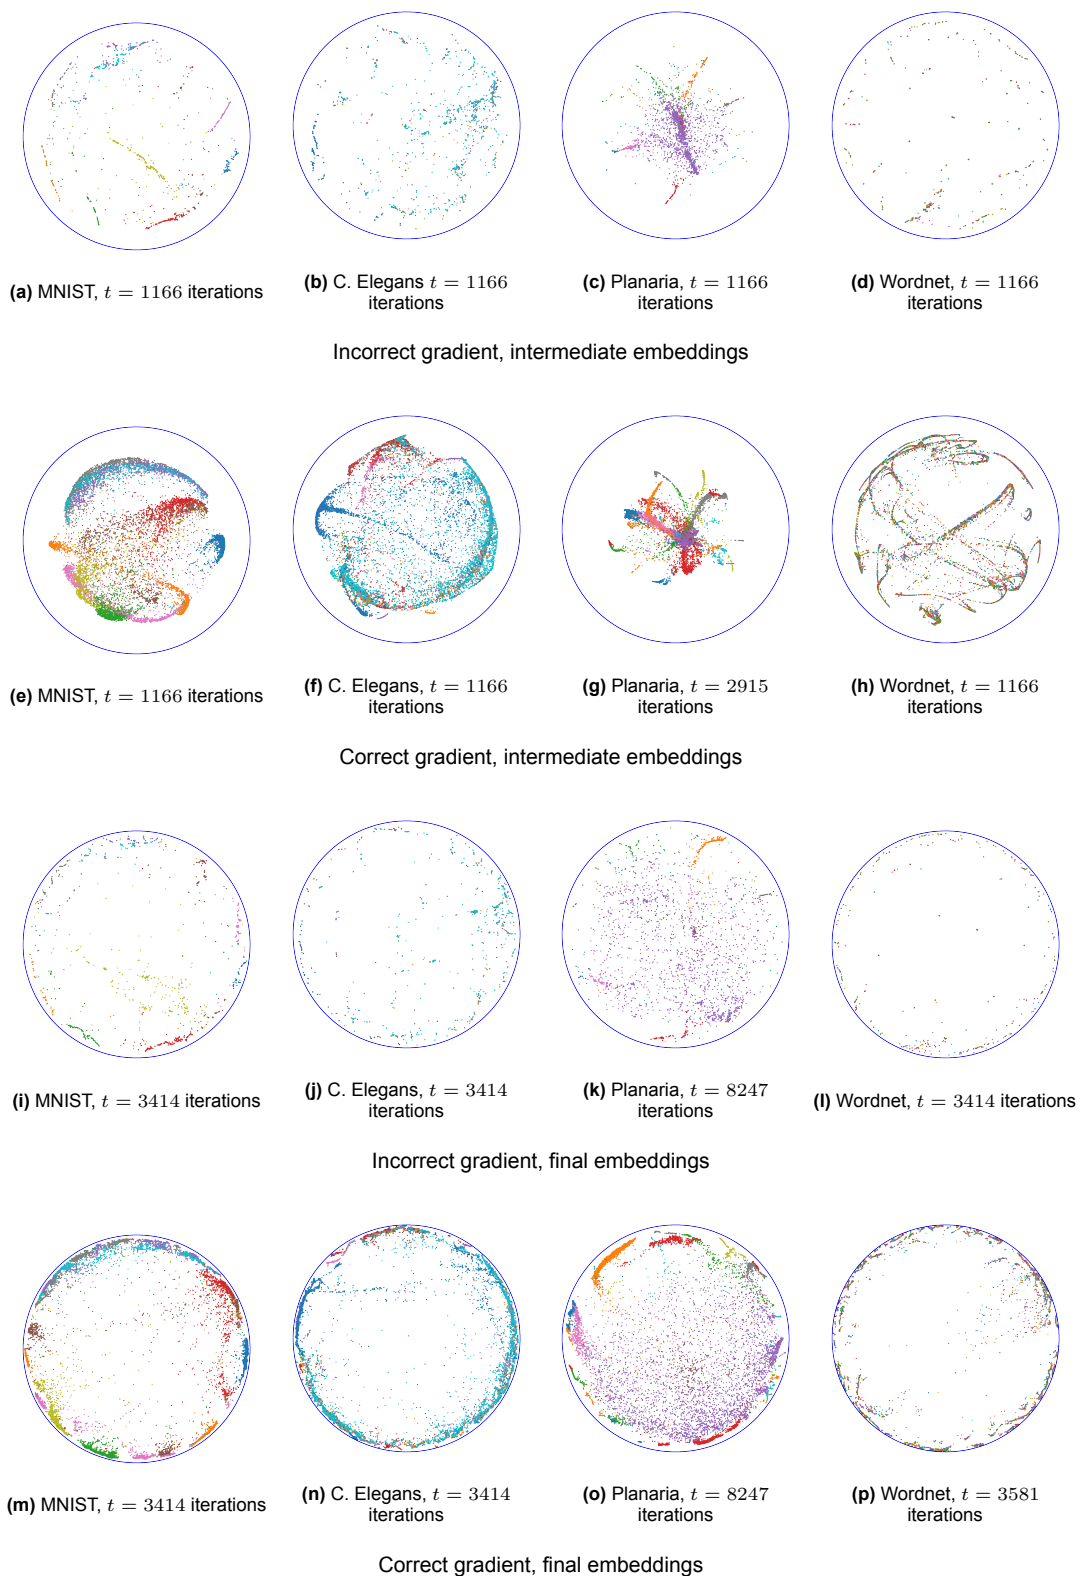 (a) MNIST, t = 1166 iterations
(b) C. Elegans t = 1166
iterations
(c) Planaria, t = 1166
iterations
(d) Wordnet, t = 1166
iterations
Incorrect gradient, intermediate embeddings
(e) MNIST, t = 1166 iterations
(f) C. Elegans, t = 1166
iterations
(g) Planaria, t = 2915
iterations
(h) Wordnet, t = 1166
iterations
Correct gradient, intermediate embeddings
(i) MNIST, t = 3414 iterations
(j) C. Elegans, t = 3414
iterations
(k) Planaria, t = 8247
iterations
(l) Wordnet, t = 3414 iterations
Incorrect gradient, final embeddings
(m) MNIST, t = 3414 iterations
(n) C. Elegans, t = 3414
iterations
(o) Planaria, t = 8247
iterations
(p) Wordnet, t = 3581
iterations
Correct gradient, final embeddings